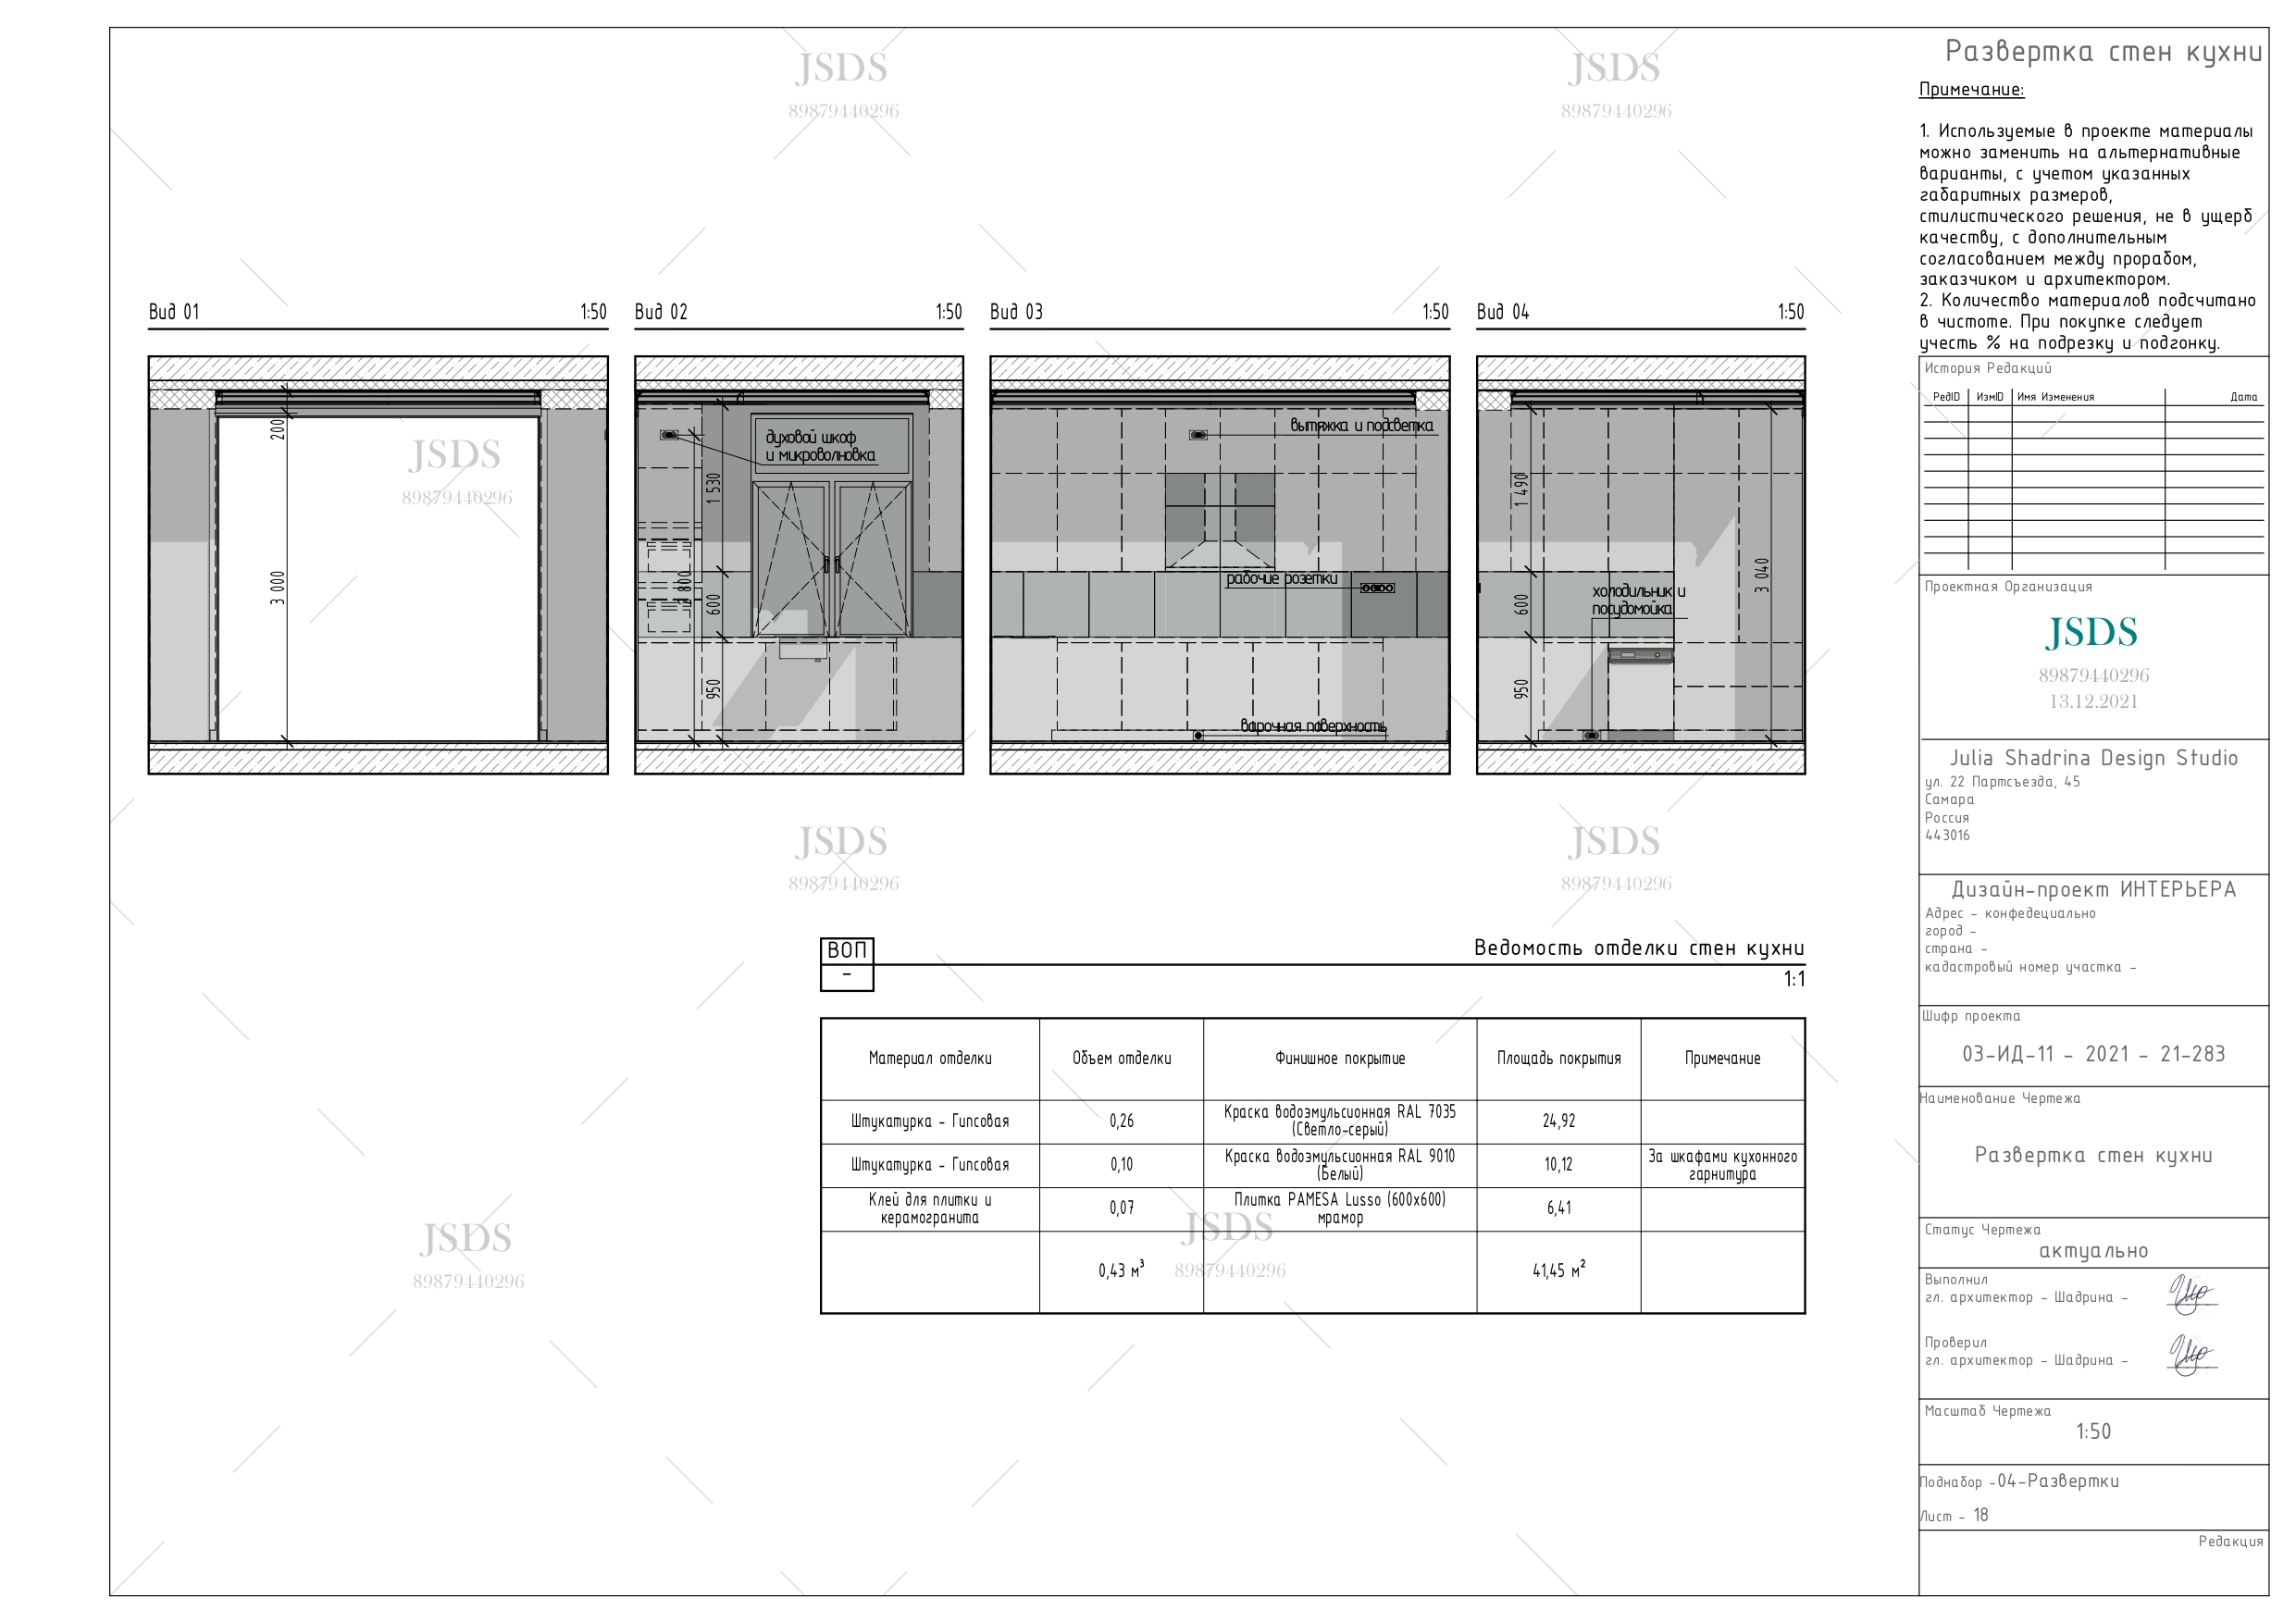 Развертка стен кухни
Примечание:
1. Используемые в проекте материалы
можно заменить на альтернативные
варианты, с учетом указанных
габаритных размеров,
стилистического решения, не в ущерб
качеству, с дополнительным
согласованием между прорабом,
заказчиком и архитектором.
2. Количество материалов подсчитано
в чистоте. При покупке следует
учесть % на подрезку и подгонку.
JSDS
89879440296
JSDS
89879440296
Вид 01 1:50
Вид 02 1:50
Вид 03 1:50
Вид 04 1:50
200
3 000
JSDS
89879440296
духовой шкоф
и микроволновка
1 530
600
950
вытяжка и подсветка
рабочие розетки
варочная поверхность
1 490
600
950
холодильник и
посудомойка
3 040
JSDS
89879440296
JSDS
89879440296
ВОП
-
Ведомость отделки стен кухни
1:1
Материал отделки Объем отделки Финишное покрытие Площадь покрытия Примечание
Штукатурка - Гипсовая 0,26 Краска водоэмульсионная RAL 7035 (Светло-серый) 24,92
Штукатурка - Гипсовая 0,10 Краска водоэмульсионная RAL 9010 (Белый) 10,12 За шкафами кухонного гарнитура
Клей для плитки и керамогранита 0,07 Плитка PAMESA Lusso (600x600) мрамор 6,41
0,43 м³ 41,45 м²
JSDS
89879440296
JSDS
89879440296
История Редакций
РедID ИзмID Имя Изменения Дата
Проектная Организация
JSDS
89879440296
13.12.2021
Julia Shadrina Design Studio
ул. 22 Партсъезда, 45
Самара
Россия
443016
Дизайн-проект ИНТЕРЬЕРА
Адрес - конфедециально
город -
страна -
кадастровый номер участка -
Шифр проекта
03-ИД-11 - 2021 - 21-283
Наименование Чертежа
Развертка стен кухни
Статус Чертежа
актуально
Выполнил
гл. архитектор - Шадрина -
Проверил
гл. архитектор - Шадрина -
Масштаб Чертежа
1:50
Поднабор -04-Развертки
Лист - 18
Редакция